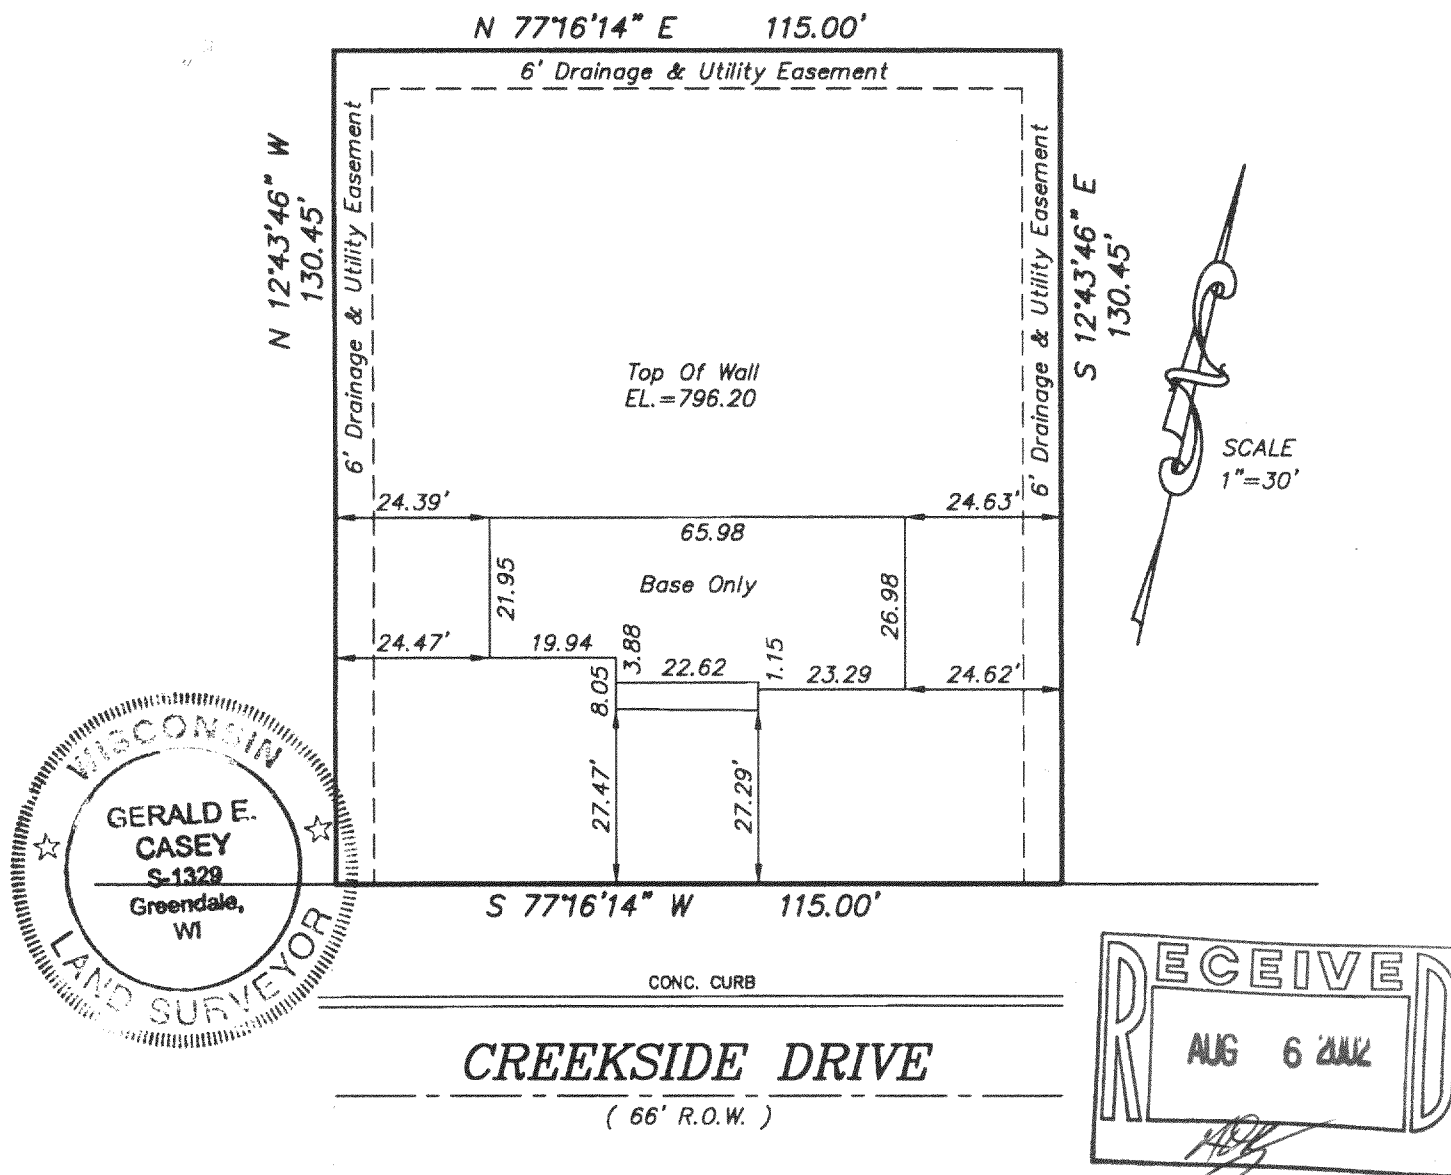 N 77°16'14" E 115.00'
6' Drainage & Utility Easement
N 12°43'46" W
130.45'
6' Drainage & Utility Easement
6' Drainage & Utility Easement
S 12°43'46" E
130.45'
Top Of Wall
EL.=796.20
SCALE
1"=30'
24.39'
65.98
24.63'
21.95
Base Only
26.98
24.47'
19.94
3.88
22.62
1.15
23.29
24.62'
8.05
27.47'
27.29'
WISCONSIN
GERALD E.
CASEY
S-1329
Greendale,
WI
LAND SURVEYOR
S 77°16'14" W 115.00'
CONC. CURB
CREEKSIDE DRIVE
( 66' R.O.W. )
RECEIVED
AUG 6 2002